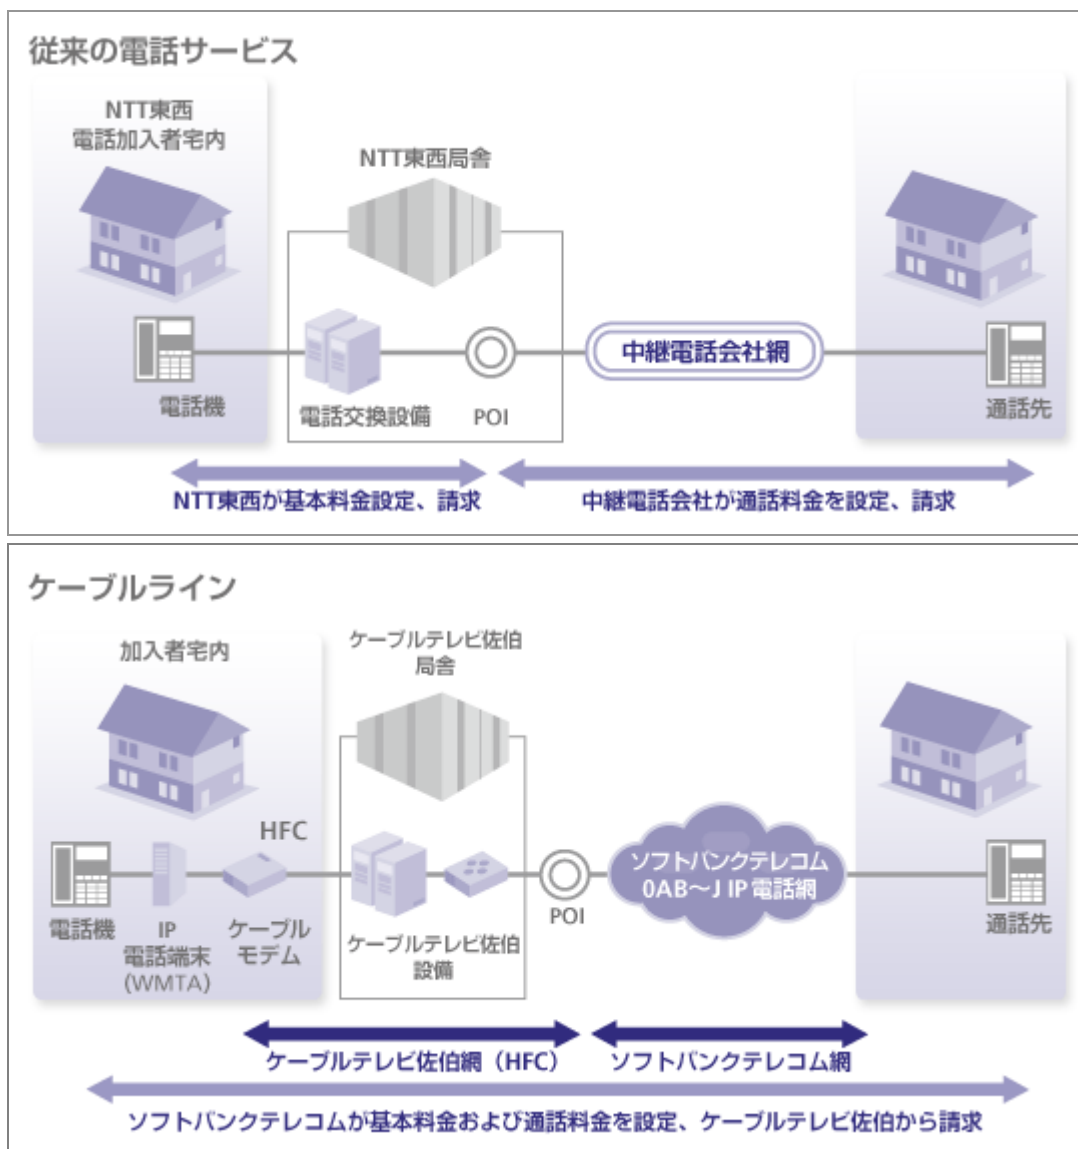 従来の電話サービス
NTT東西
電話加入者宅内
NTT東西局舎
中継電話会社網
電話機
電話交換設備
POI
通話先
NTT東西が基本料金設定、請求
中継電話会社が通話料金を設定、請求
ケーブルライン
加入者宅内
ケーブルテレビ佐伯
局舎
HFC
ソフトバンクテレコム
0AB～J IP電話網
電話機
IP
電話端末
(WMTA)
ケーブル
モデム
ケーブルテレビ佐伯
設備
POI
通話先
ケーブルテレビ佐伯網（HFC）
ソフトバンクテレコム網
ソフトバンクテレコムが基本料金および通話料金を設定、ケーブルテレビ佐伯から請求